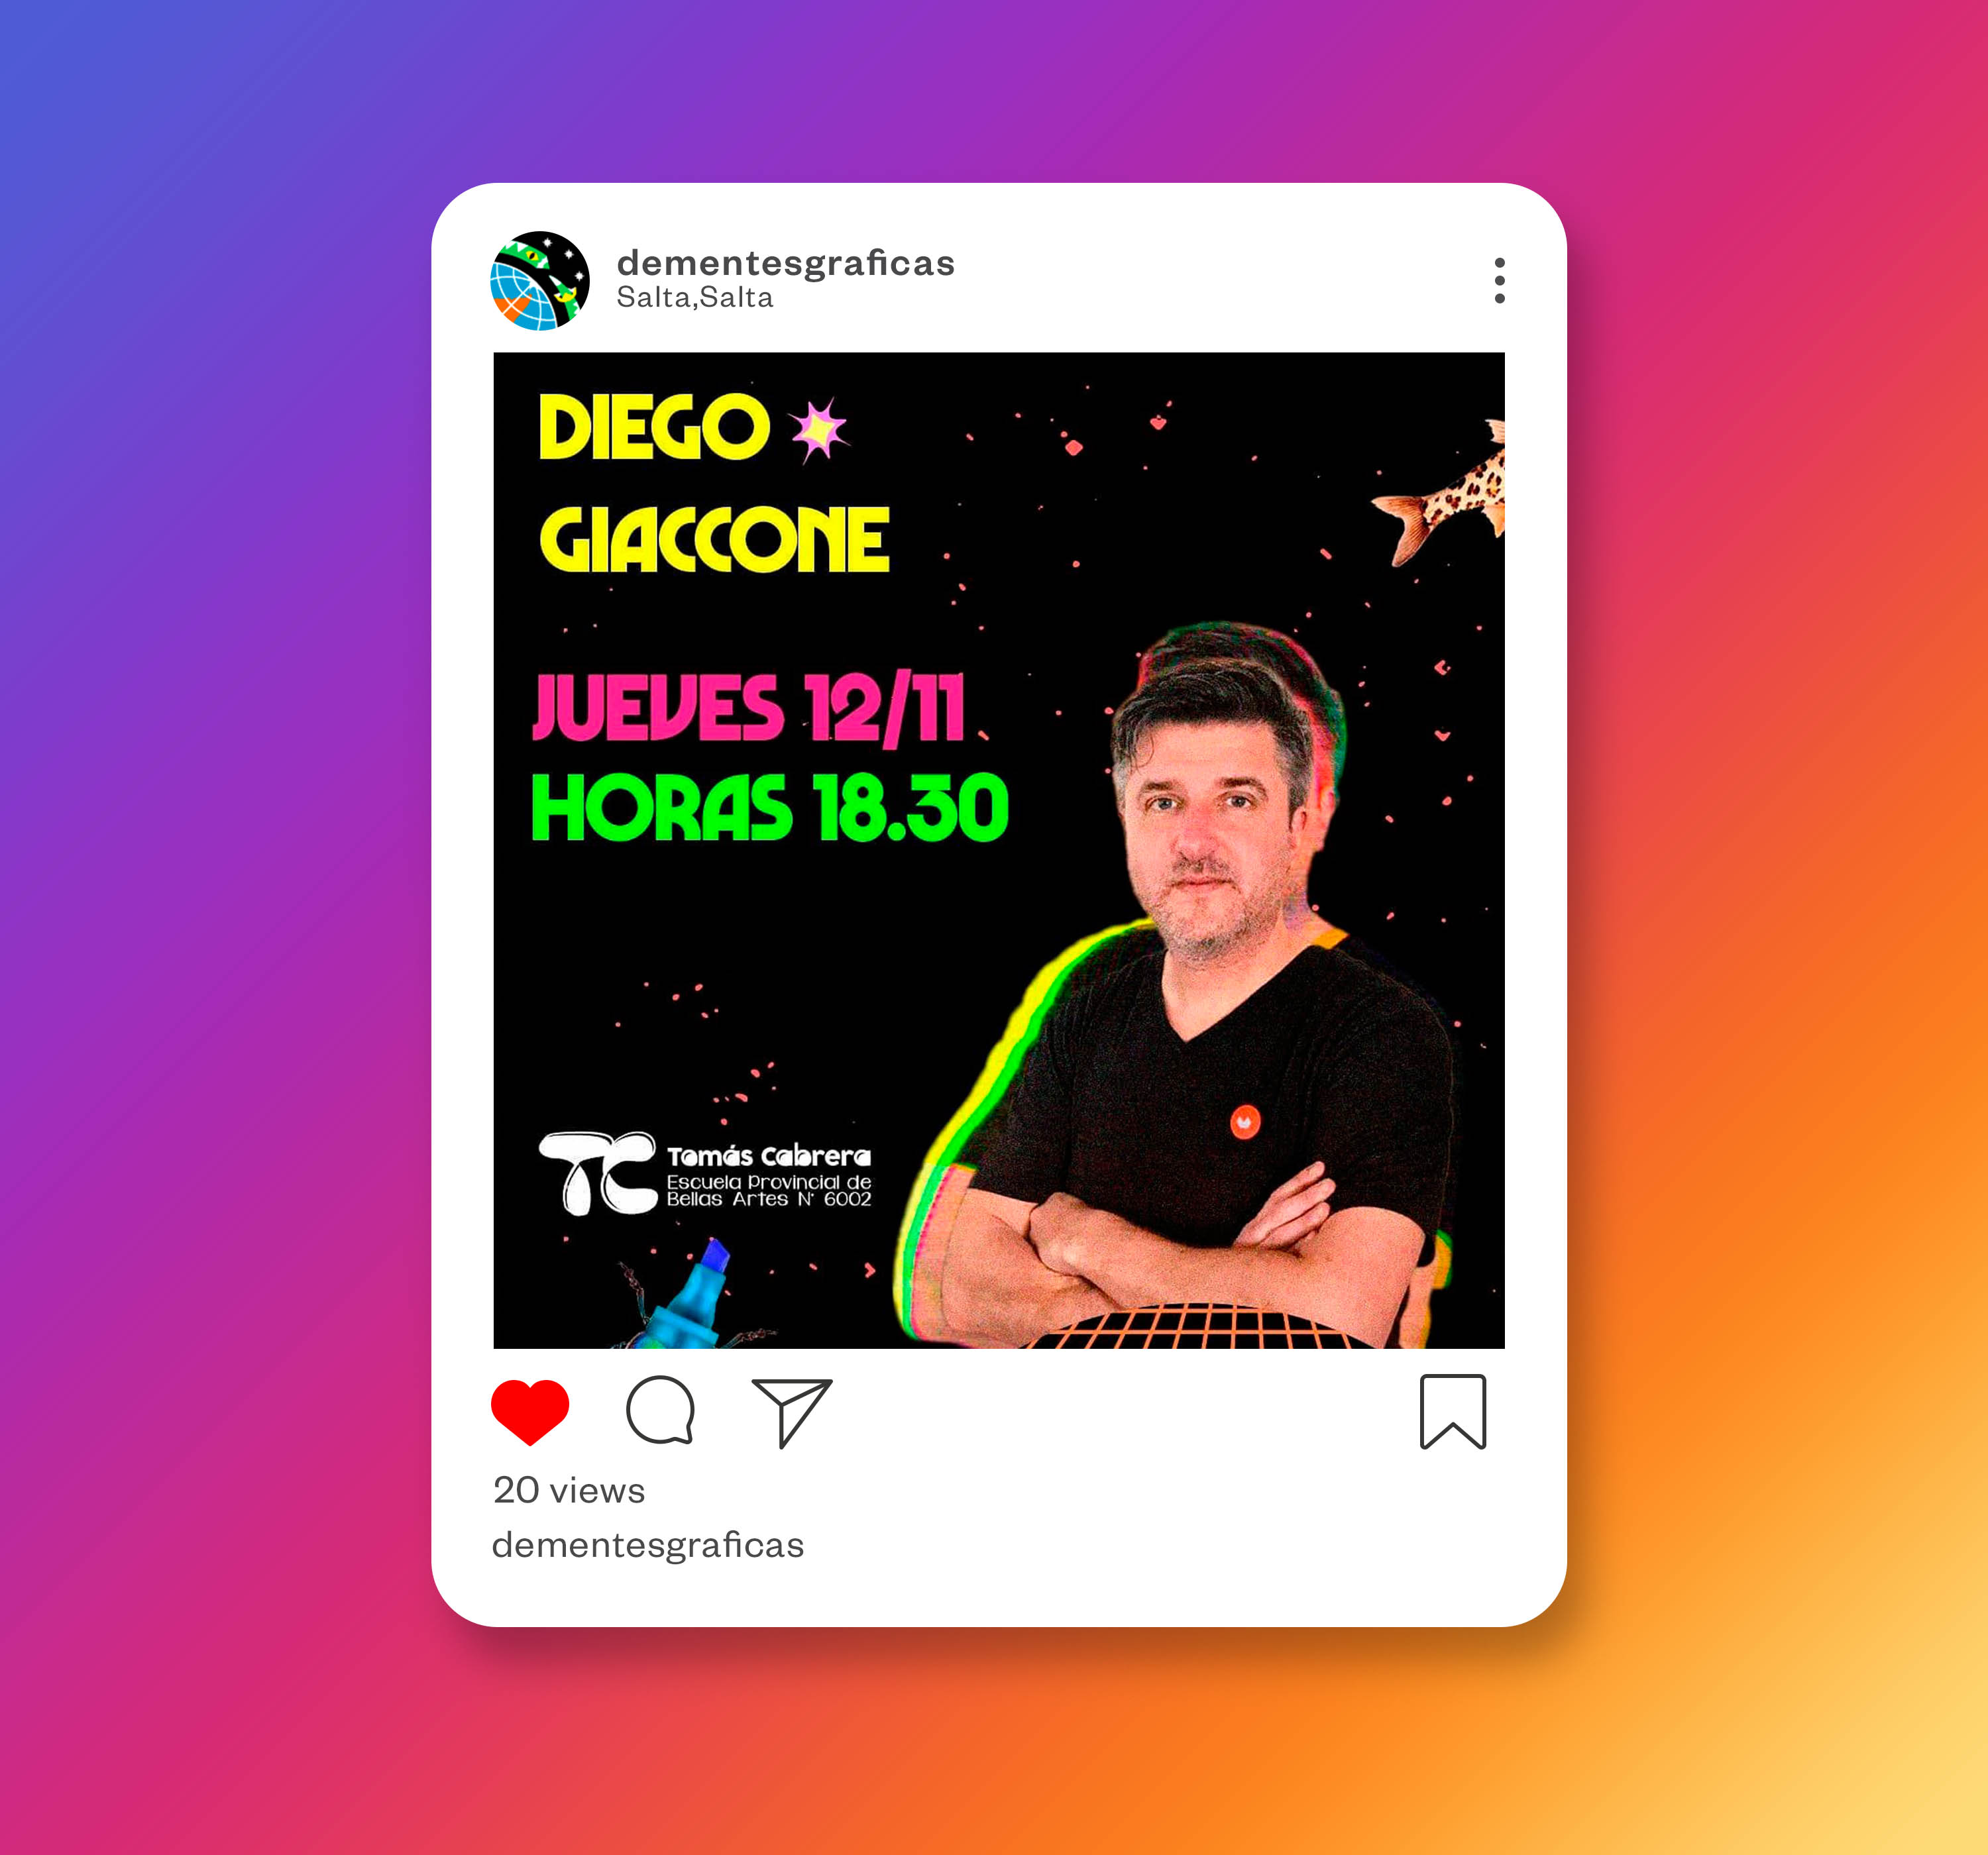 dementesgraficas
Salta,Salta
DIEGO
GIACCONE
JUEVES 12/11
HORAS 18.30
TC Tomás Cabrera
Escuela Provincial de
Bellas Artes N° 6002
20 views
dementesgraficas